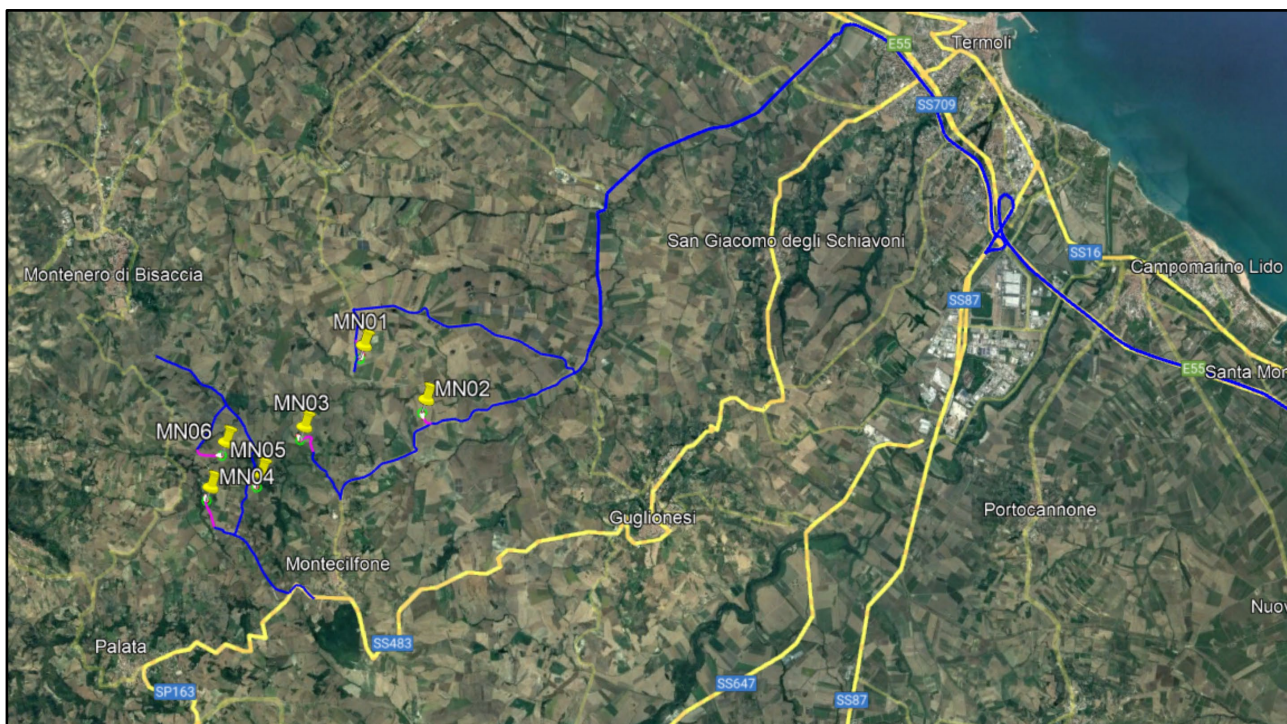 Termoli
E55
SS709
San Giacomo degli Schiavoni
Montenero di Bisaccia
SS16
Campomarino Lido
SS87
MN01
E55
Santa Mor
MN02
MN03
MN06
MN05
MN04
Guglionesi
Portocannone
Montecilfone
Nuov
Palata
SS483
SP163
SS647
SS87